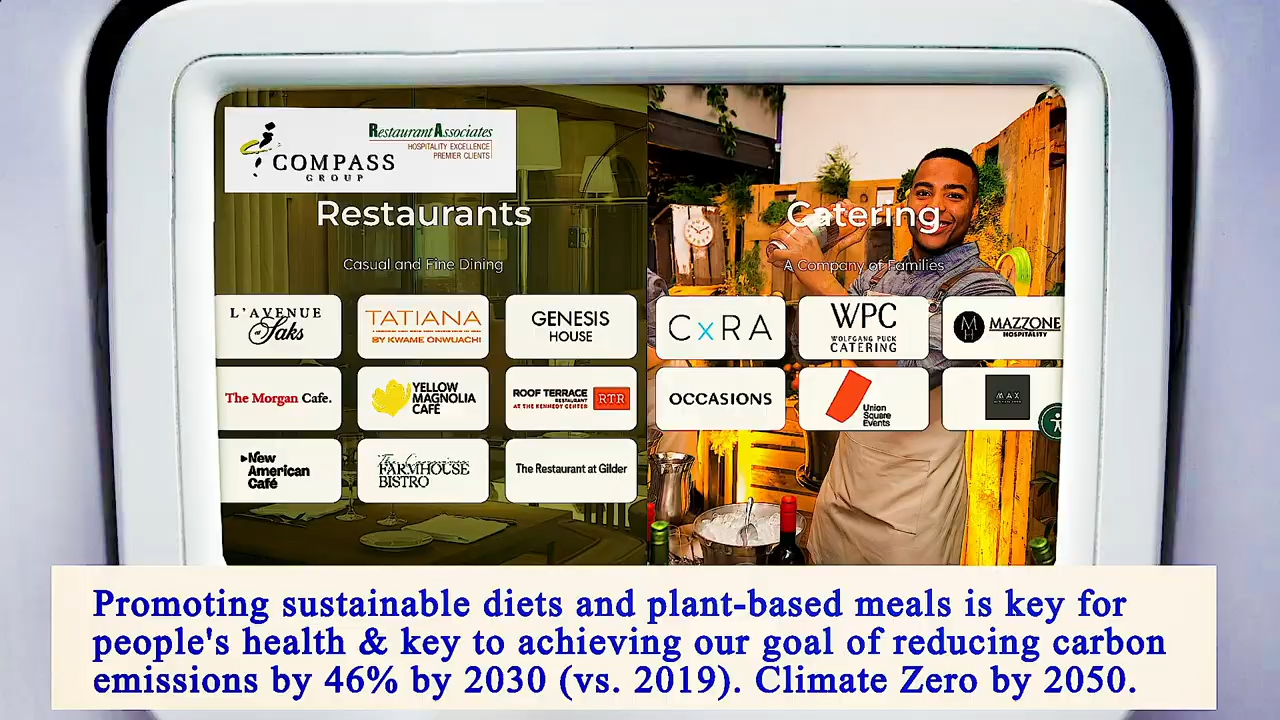 COMPASS
GROUP
Restaurant Associates
HOSPITALITY EXCELLENCE
PREMIER CLIENTS
Restaurants
Casual and Fine Dining
L'AVENUE
Saks
TATIANA
BY KWAME ONWUACHI
GENESIS
HOUSE
The Morgan Cafe.
YELLOW
MAGNOLIA
CAFÉ
ROOF TERRACE
RESTAURANT
AT THE KENNEDY CENTER
RTR
New
American
Café
FARMHOUSE
BISTRO
The Restaurant at Gilder
Catering
A Company of Families
CxRA
WPC
WOLFGANG PUCK
CATERING
MH
MAZZONE
HOSPITALITY
OCCASIONS
Union
Square
Events
MAX
Promoting sustainable diets and plant-based meals is key for
people's health & key to achieving our goal of reducing carbon
emissions by 46% by 2030 (vs. 2019). Climate Zero by 2050.